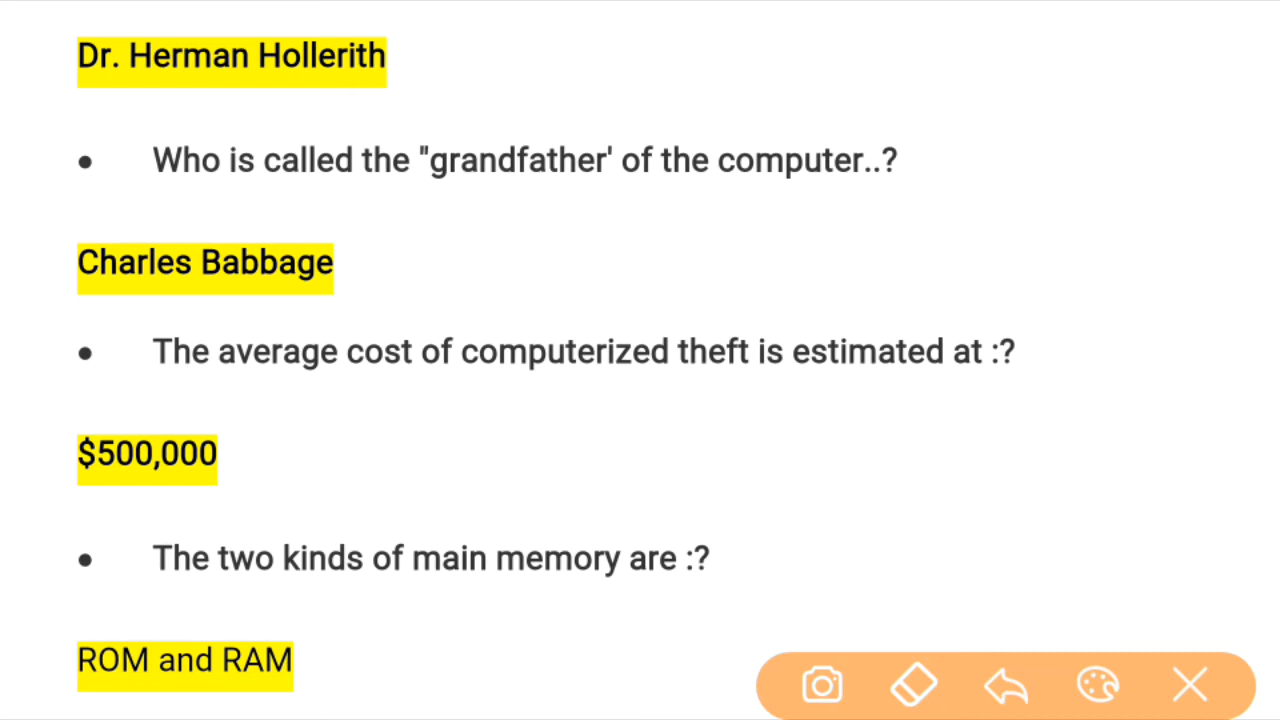 Dr. Herman Hollerith
• Who is called the "grandfather' of the computer..?
Charles Babbage
• The average cost of computerized theft is estimated at :?
$500,000
• The two kinds of main memory are :?
ROM and RAM